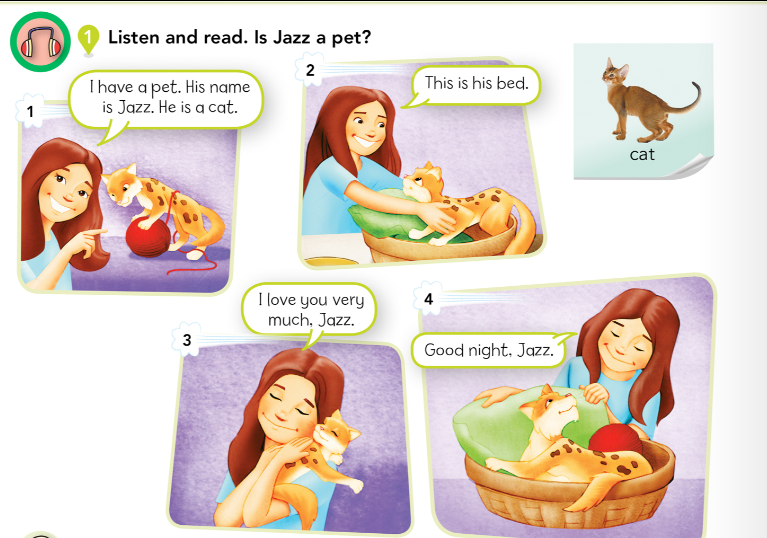 1 Listen and read. Is Jazz a pet?
1
I have a pet. His name
is Jazz. He is a cat.
2
This is his bed.
cat
3
I love you very
much, Jazz.
4
Good night, Jazz.